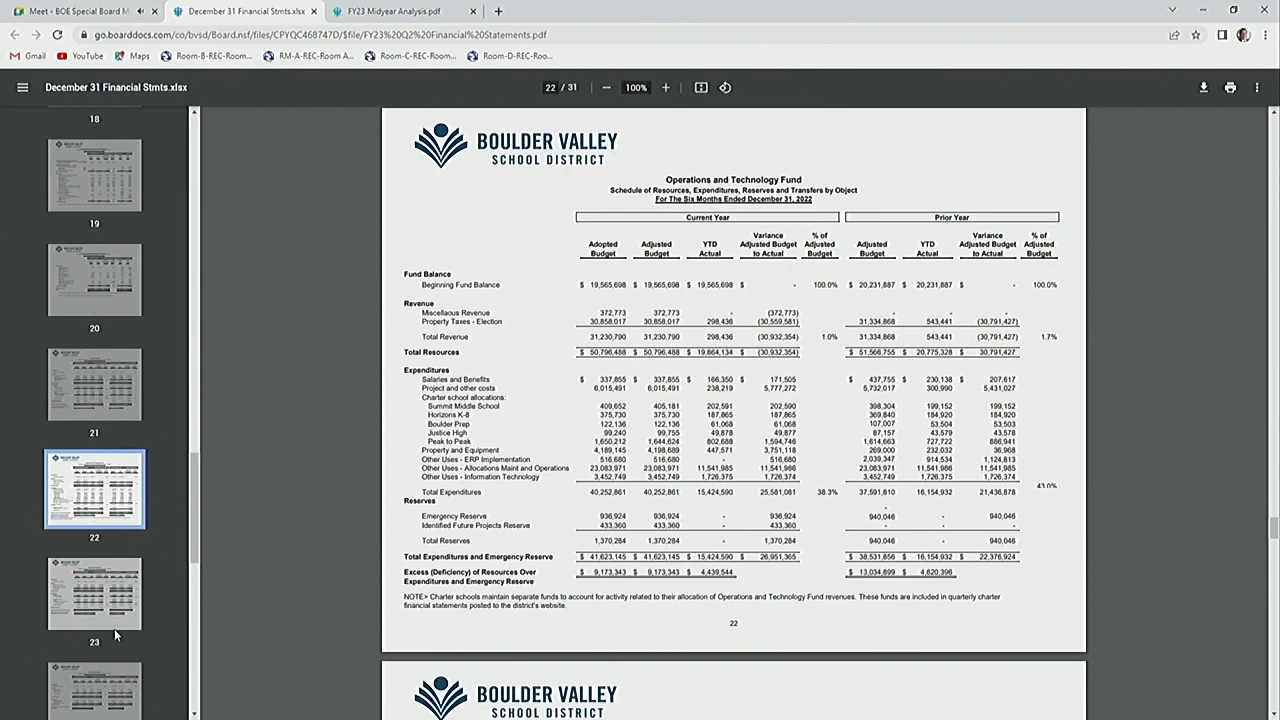 Meet - BOE Special Board M
December 31 Financial Stmts.xlsx
FY23 Midyear Analysis.pdf
go.boarddocs.com/co/bvsd/Board.nsf/files/CPYQC468747D/$file/FY23%20Q2%20Financial%20Statements.pdf
Gmail YouTube Maps Room-B-REC-Room... RM-A-REC-Room A... Room-C-REC-Room... Room-D-REC-Roo...
December 31 Financial Stmts.xlsx 22 / 31 100%
18
19
20
21
22
23
BOULDER VALLEY
SCHOOL DISTRICT
Operations and Technology Fund
Schedule of Resources, Expenditures, Reserves and Transfers by Object
For The Six Months Ended December 31, 2022
Current Year Prior Year
Variance % of Variance % of
Adopted Adjusted YTD Adjusted Budget Adjusted Adjusted YTD Adjusted Budget Adjusted
Budget Budget Actual to Actual Budget Budget Actual to Actual Budget
Fund Balance
Beginning Fund Balance $ 19,565,698 $ 19,565,698 $ 19,565,698 $ - 100.0% $ 20,231,887 $ 20,231,887 $ - 100.0%
Revenue
Miscellaous Revenue 372,773 372,773 - (372,773) - - -
Property Taxes - Election 30,858,017 30,858,017 298,436 (30,559,581) 31,334,868 543,441 (30,791,427)
Total Revenue 31,230,790 31,230,790 298,436 (30,932,354) 1.0% 31,334,868 543,441 (30,791,427) 1.7%
Total Resources $ 50,796,488 $ 50,796,488 $ 19,864,134 $ (30,932,354) $ 51,566,755 $ 20,775,328 $ 30,791,427
Expenditures
Salaries and Benefits $ 337,855 $ 337,855 $ 166,350 $ 171,505 $ 437,755 $ 230,138 $ 207,617
Project and other costs 6,015,491 6,015,491 238,219 5,777,272 5,732,017 300,990 5,431,027
Charter school allocations:
Summit Middle School 409,652 405,181 202,591 202,590 398,304 199,152 199,152
Horizons K-8 375,730 375,730 187,865 187,865 369,840 184,920 184,920
Boulder Prep 122,136 122,136 61,068 61,068 107,007 53,504 53,503
Justice High 99,240 99,755 49,878 49,877 87,157 43,579 43,578
Peak to Peak 1,650,212 1,644,624 802,688 1,594,746 1,614,663 727,722 886,941
Property and Equipment 4,189,145 4,198,689 447,571 3,751,118 269,000 232,032 36,968
Other Uses - ERP Implementation 516,680 516,680 - 516,680 2,039,347 914,534 1,124,813
Other Uses - Allocations Maint and Operations 23,083,971 23,083,971 11,541,985 11,541,986 23,083,971 11,541,986 11,541,985
Other Uses - Information Technology 3,452,749 3,452,749 1,726,375 1,726,374 3,452,749 1,726,375 1,726,374
Total Expenditures 40,252,861 40,252,861 15,424,590 25,581,081 38.3% 37,591,810 16,154,932 21,436,878 43.0%
Reserves
Emergency Reserve 936,924 936,924 - 936,924 940,046 - 940,046
Identified Future Projects Reserve 433,360 433,360 - 433,360 - - -
Total Reserves 1,370,284 1,370,284 - 1,370,284 940,046 - 940,046
Total Expenditures and Emergency Reserve $ 41,623,145 $ 41,623,145 $ 15,424,590 $ 26,951,365 $ 38,531,856 $ 16,154,932 $ 22,376,924
Excess (Deficiency) of Resources Over $ 9,173,343 $ 9,173,343 $ 4,439,544 $ 13,034,899 $ 4,620,396
Expenditures and Emergency Reserve
NOTE> Charter schools maintain separate funds to account for activity related to their allocation of Operations and Technology Fund revenues. These funds are included in quarterly charter
financial statements posted to the district's website.
22
BOULDER VALLEY
SCHOOL DISTRICT